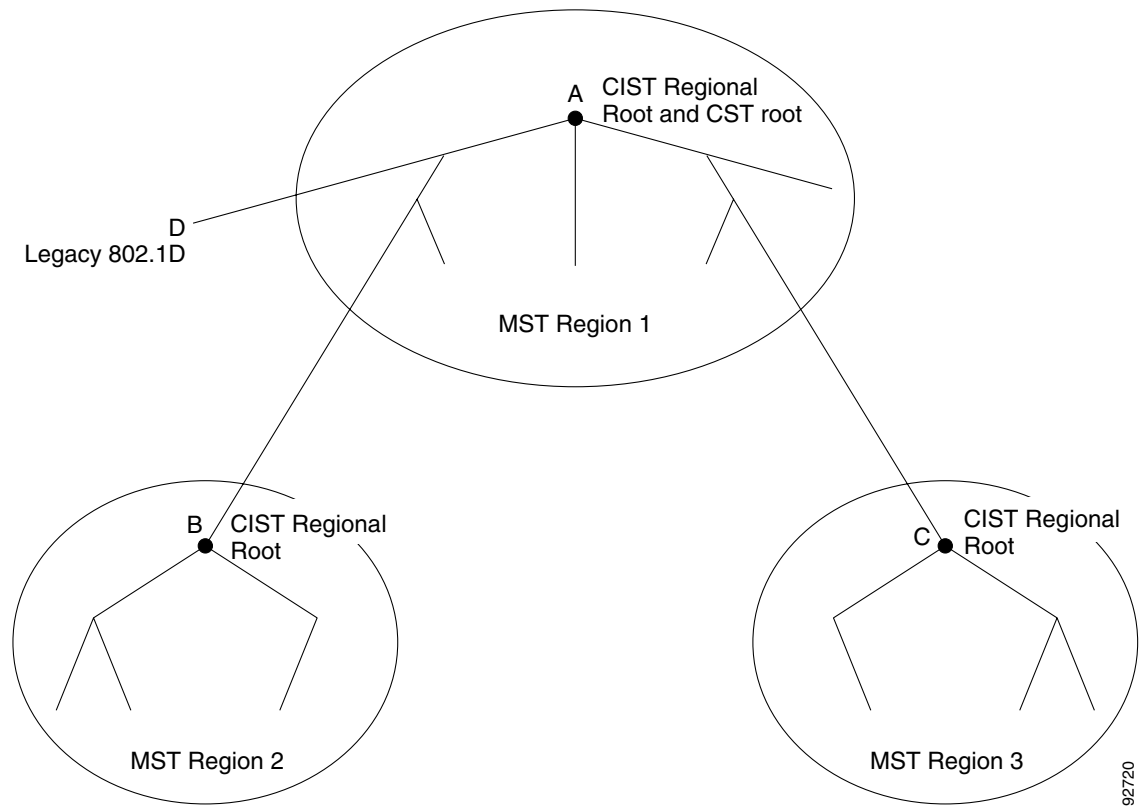 A
CIST Regional
Root and CST root
D
Legacy 802.1D
MST Region 1
B
CIST Regional
Root
C
CIST Regional
Root
MST Region 2
MST Region 3
92720